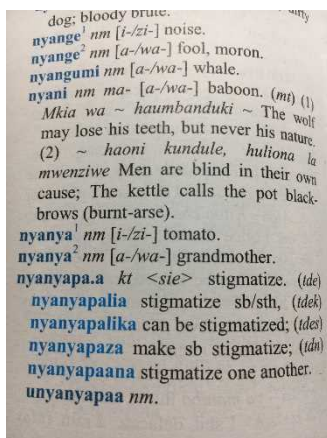 dog; bloody brute.
nyange¹ nm [i-/zi-] noise.
nyange² nm [a-/wa-] fool, moron.
nyangumi nm [a-/wa-] whale.
nyani nm ma- [a-/wa-] baboon. (mt) (1)
Mkia wa ~ haumbanduki ~ The wolf
may lose his teeth, but never his nature.
(2) ~ haoni kundule, huliona la
mwenziwe Men are blind in their own
cause; The kettle calls the pot black-
brows (burnt-arse).
nyanya¹ nm [i-/zi-] tomato.
nyanya² nm [a-/wa-] grandmother.
nyanyapa.a kt <sie> stigmatize. (tde)
nyanyapalia stigmatize sb/sth, (tdek)
nyanyapalika can be stigmatized; (tdes)
nyanyapaza make sb stigmatize; (tdn)
nyanyapaana stigmatize one another.
unyanyapaa nm.